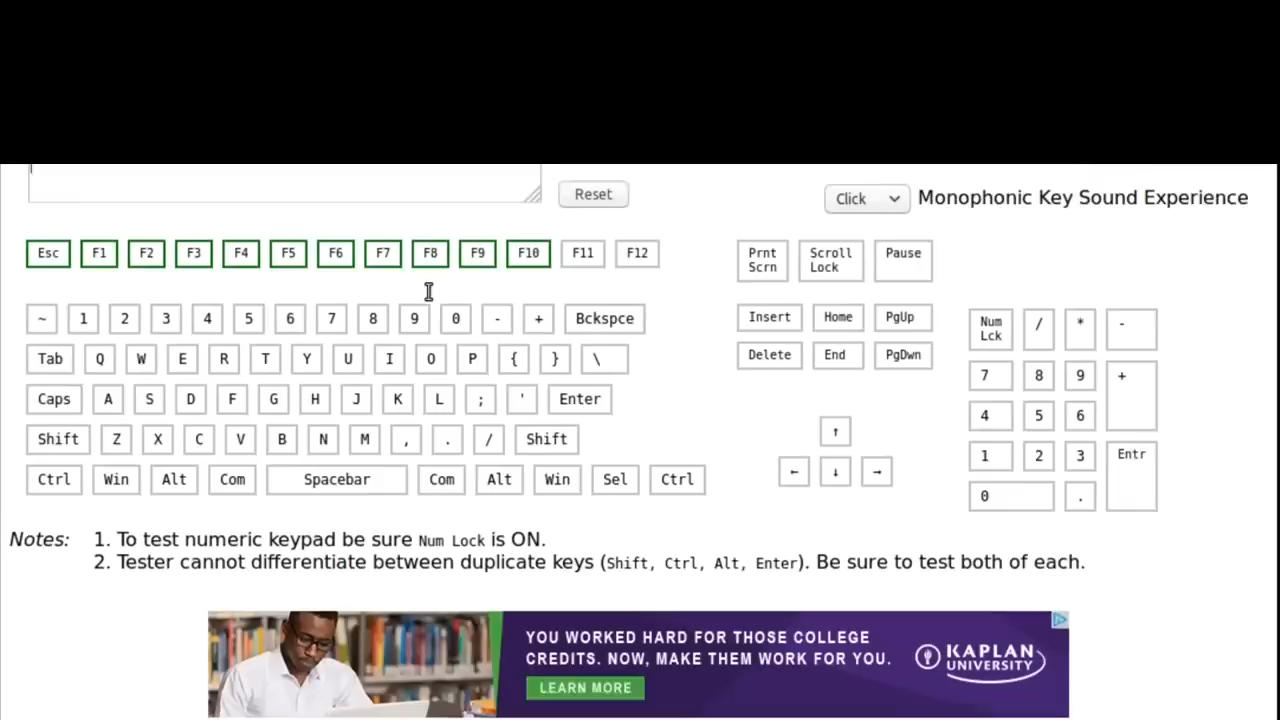 Reset
Click Monophonic Key Sound Experience
Esc F1 F2 F3 F4 F5 F6 F7 F8 F9 F10 F11 F12
Prnt Scrn Scroll Lock Pause
~ 1 2 3 4 5 6 7 8 9 0 - + Bckspce
Insert Home PgUp
Num Lck / * -
Tab Q W E R T Y U I O P { } \
Delete End PgDwn
7 8 9 +
Caps A S D F G H J K L ; ' Enter
4 5 6
Shift Z X C V B N M , . / Shift
↑
1 2 3 Entr
Ctrl Win Alt Com Spacebar Com Alt Win Sel Ctrl
← ↓ →
0 .
Notes: 1. To test numeric keypad be sure Num Lock is ON.
2. Tester cannot differentiate between duplicate keys (Shift, Ctrl, Alt, Enter). Be sure to test both of each.
YOU WORKED HARD FOR THOSE COLLEGE
CREDITS. NOW, MAKE THEM WORK FOR YOU.
LEARN MORE
KAPLAN
UNIVERSITY